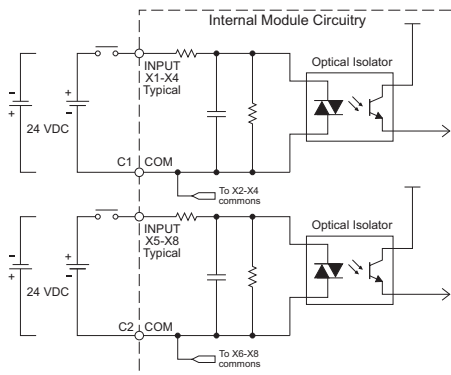 Internal Module Circuitry
Optical Isolator
INPUT
X1-X4
Typical
-
+
+
-
24 VDC
C1
COM
To X2-X4
commons
Optical Isolator
INPUT
X5-X8
Typical
-
+
+
-
24 VDC
C2
COM
To X6-X8
commons